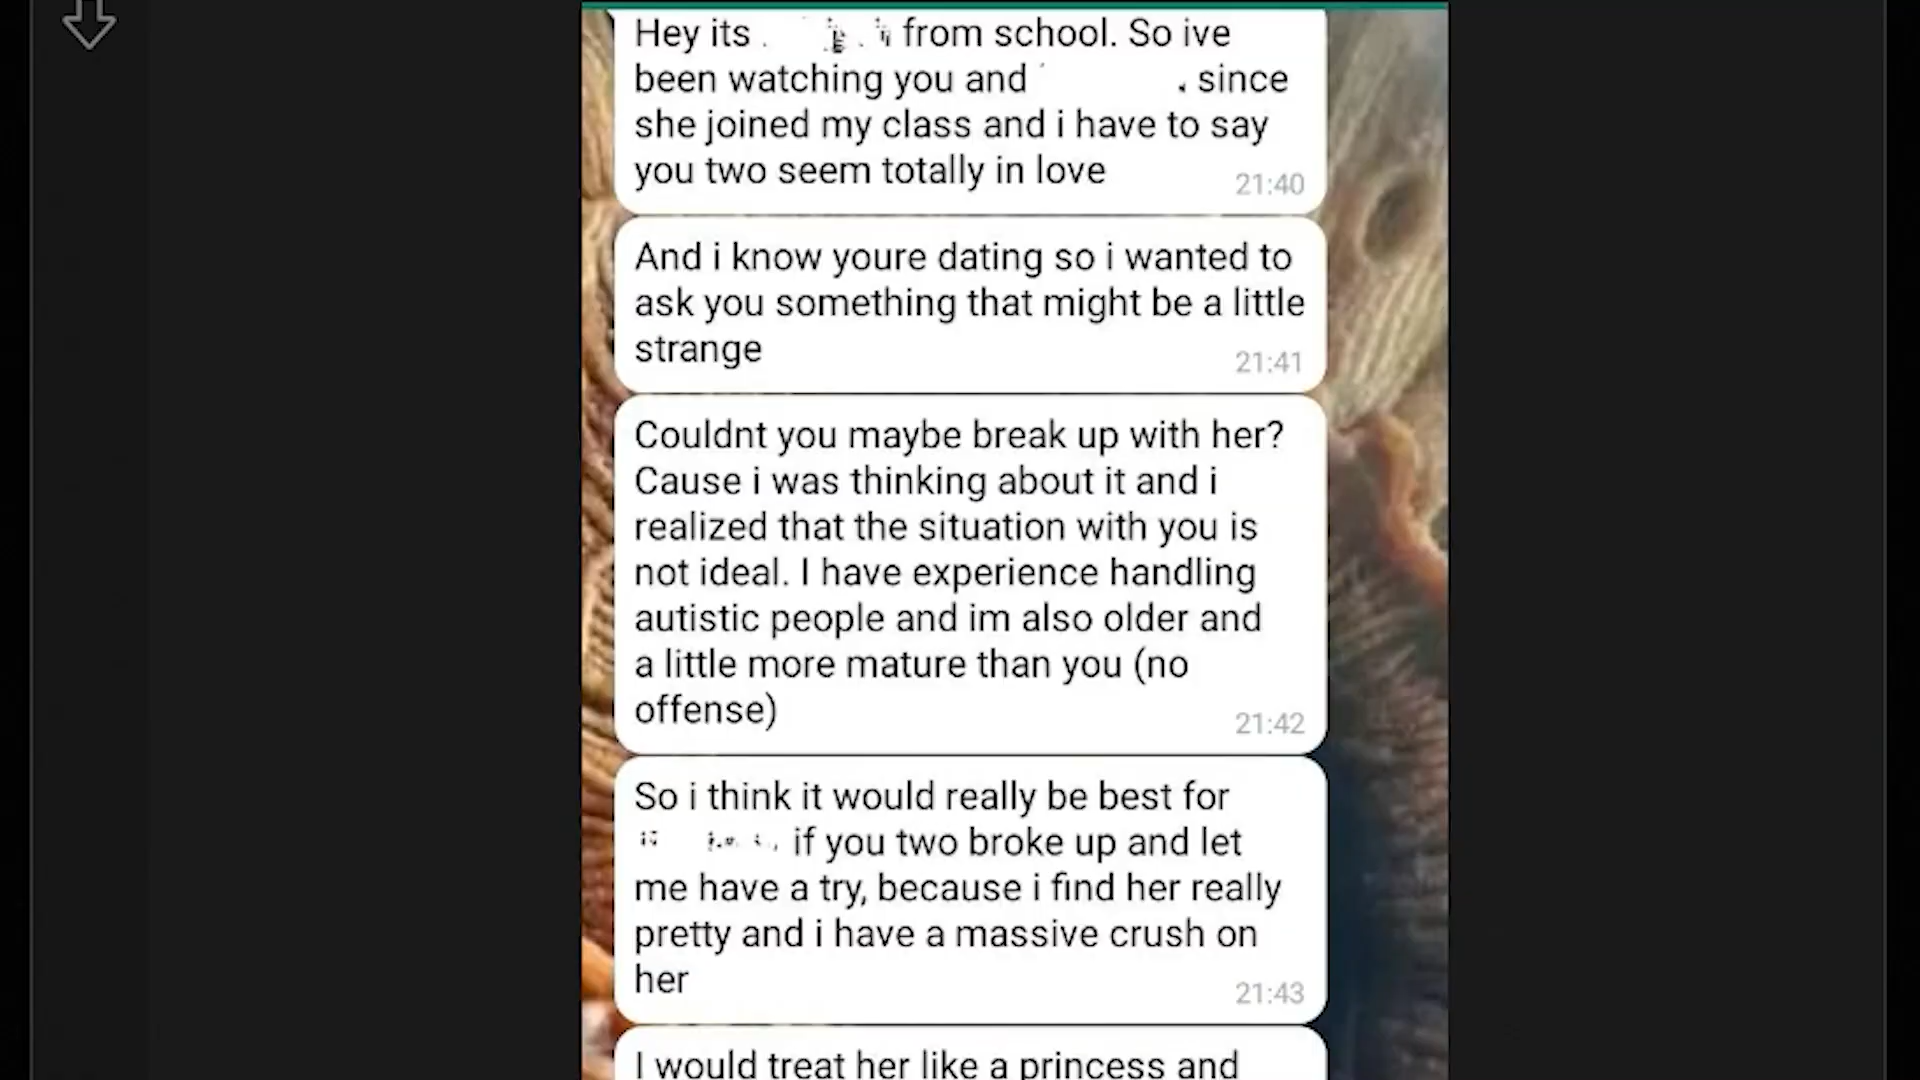 Hey its from school. So ive
been watching you and since
she joined my class and i have to say
you two seem totally in love
21:40
And i know youre dating so i wanted to
ask you something that might be a little
strange
21:41
Couldnt you maybe break up with her?
Cause i was thinking about it and i
realized that the situation with you is
not ideal. I have experience handling
autistic people and im also older and
a little more mature than you (no
offense)
21:42
So i think it would really be best for
if you two broke up and let
me have a try, because i find her really
pretty and i have a massive crush on
her
21:43
I would treat her like a princess and